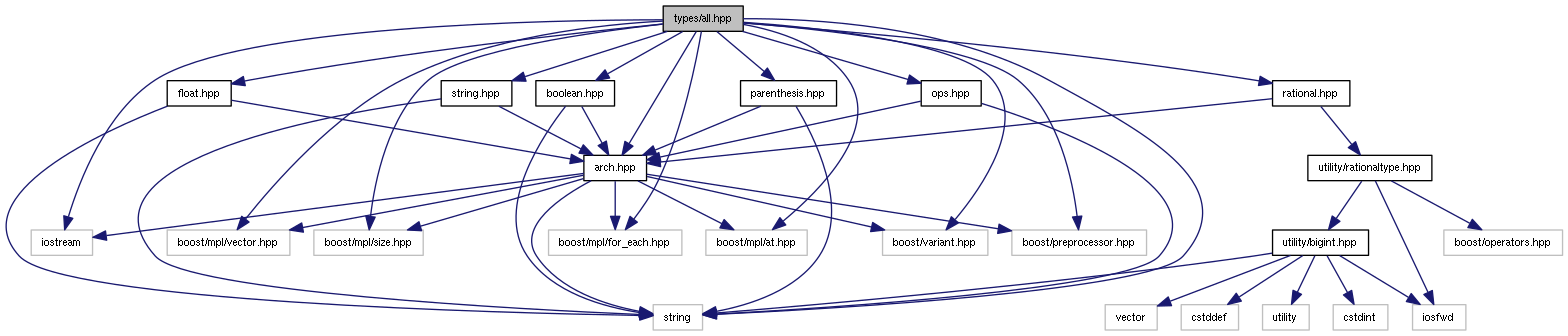 types/all.hpp
float.hpp
string.hpp
boolean.hpp
parenthesis.hpp
ops.hpp
rational.hpp
arch.hpp
utility/rationaltype.hpp
iostream
boost/mpl/vector.hpp
boost/mpl/size.hpp
boost/mpl/for_each.hpp
boost/mpl/at.hpp
boost/variant.hpp
boost/preprocessor.hpp
utility/bigint.hpp
boost/operators.hpp
string
vector
cstddef
utility
cstdint
iosfwd